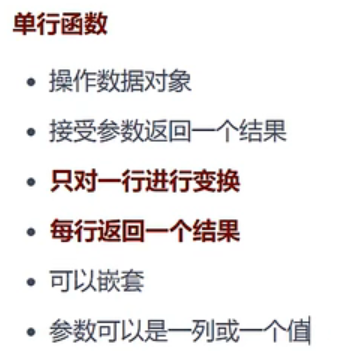 单行函数
• 操作数据对象
• 接受参数返回一个结果
• 只对一行进行变换
• 每行返回一个结果
• 可以嵌套
• 参数可以是一列或一个值